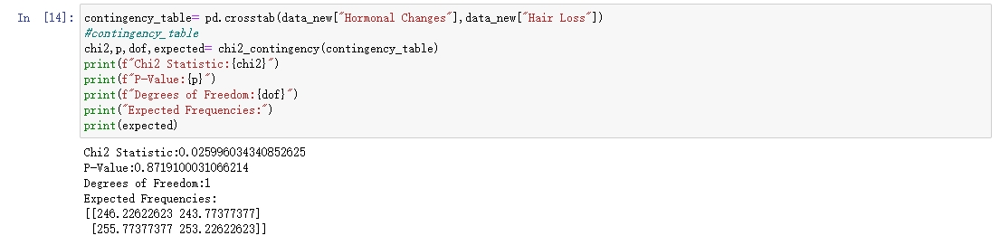 In [14]: contingency_table= pd.crosstab(data_new["Hormonal Changes"],data_new["Hair Loss"])
#contingency_table
chi2,p,dof,expected= chi2_contingency(contingency_table)
print(f"Chi2 Statistic:{chi2}")
print(f"P-Value:{p}")
print(f"Degrees of Freedom:{dof}")
print("Expected Frequencies:")
print(expected)
Chi2 Statistic:0.025996034340852625
P-Value:0.8719100031066214
Degrees of Freedom:1
Expected Frequencies:
[[246.22622623 243.77377377]
 [255.77377377 253.22622623]]